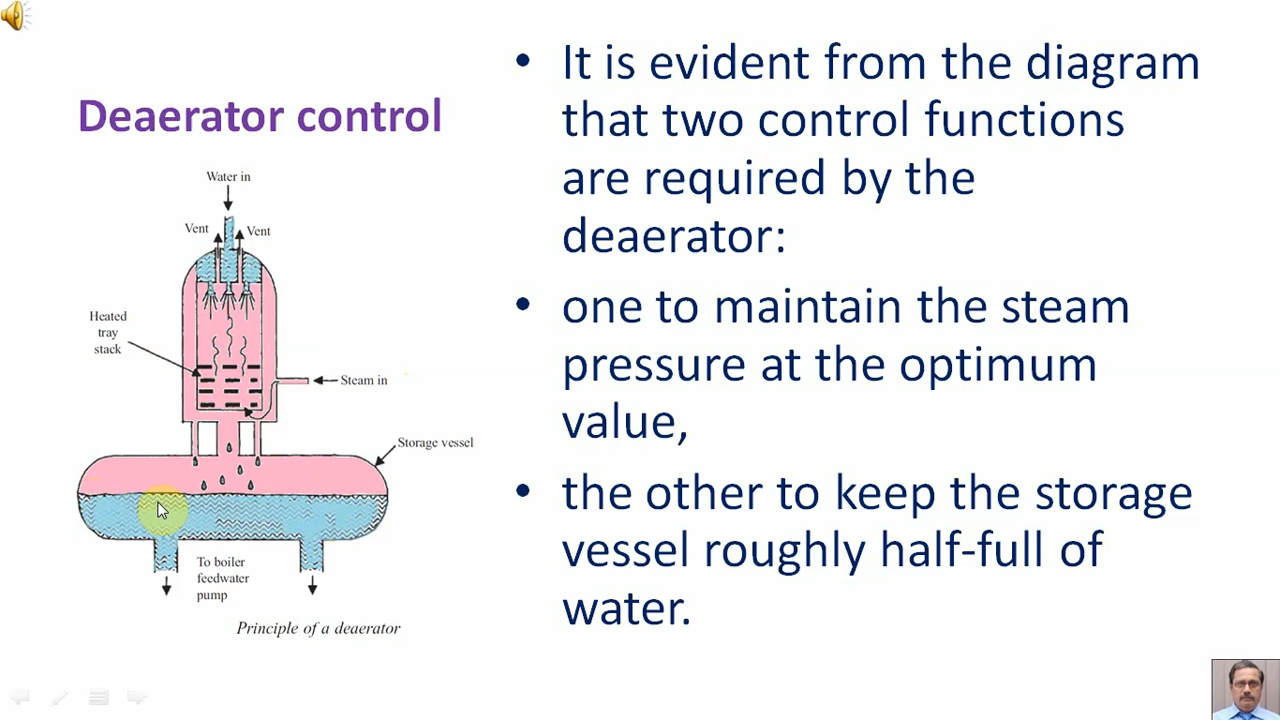 Deaerator control
Water in
Vent
Vent
Heated
tray
stack
Steam in
Storage vessel
To boiler
feedwater
pump
Principle of a deaerator
• It is evident from the diagram
that two control functions
are required by the
deaerator:
• one to maintain the steam
pressure at the optimum
value,
• the other to keep the storage
vessel roughly half-full of
water.